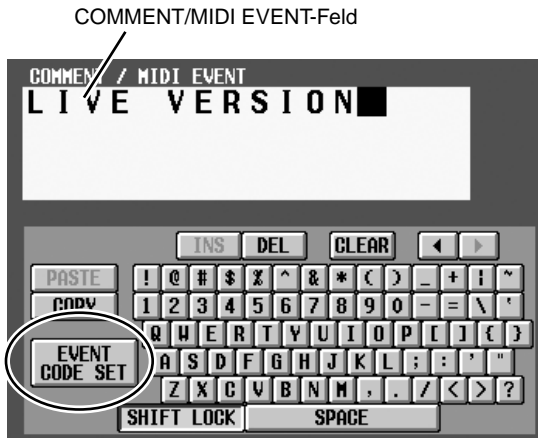 COMMENT/MIDI EVENT-Feld
COMMENT / MIDI EVENT
LIVE VERSION
INS DEL CLEAR
PASTE ! @ # $ % ^ & * ( ) _ + ¦ ~
COPY 1 2 3 4 5 6 7 8 9 0 - = \ `
Q W E R T Y U I O P [ ] { }
EVENT
CODE SET
A S D F G H J K L ; : ' "
Z X C V B N M , . / < > ?
SHIFT LOCK SPACE